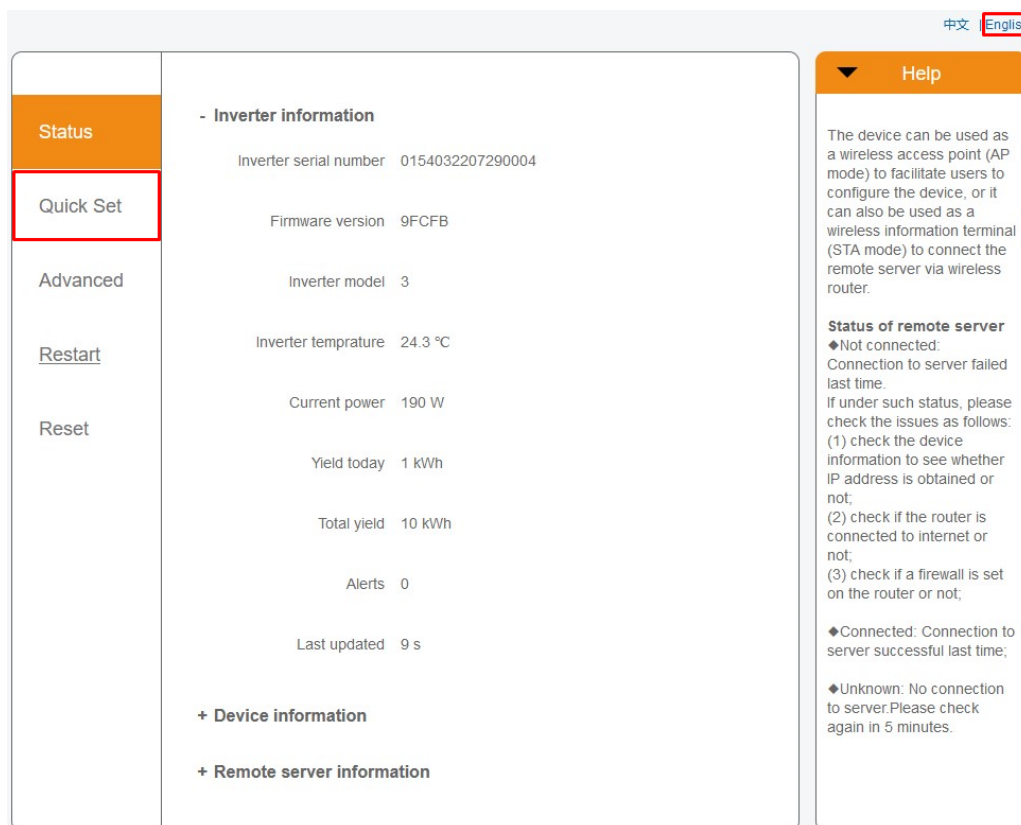 中文 | Englis
Help
Status
Quick Set
Advanced
Restart
Reset
- Inverter information
Inverter serial number 0154032207290004
Firmware version 9FCFB
Inverter model 3
Inverter temprature 24.3 ℃
Current power 190 W
Yield today 1 kWh
Total yield 10 kWh
Alerts 0
Last updated 9 s
+ Device information
+ Remote server information
The device can be used as
a wireless access point (AP
mode) to facilitate users to
configure the device, or it
can also be used as a
wireless information terminal
(STA mode) to connect the
remote server via wireless
router.
Status of remote server
◆Not connected:
Connection to server failed
last time.
If under such status, please
check the issues as follows:
(1) check the device
information to see whether
IP address is obtained or
not;
(2) check if the router is
connected to internet or
not;
(3) check if a firewall is set
on the router or not;
◆Connected: Connection to
server successful last time;
◆Unknown: No connection
to server.Please check
again in 5 minutes.